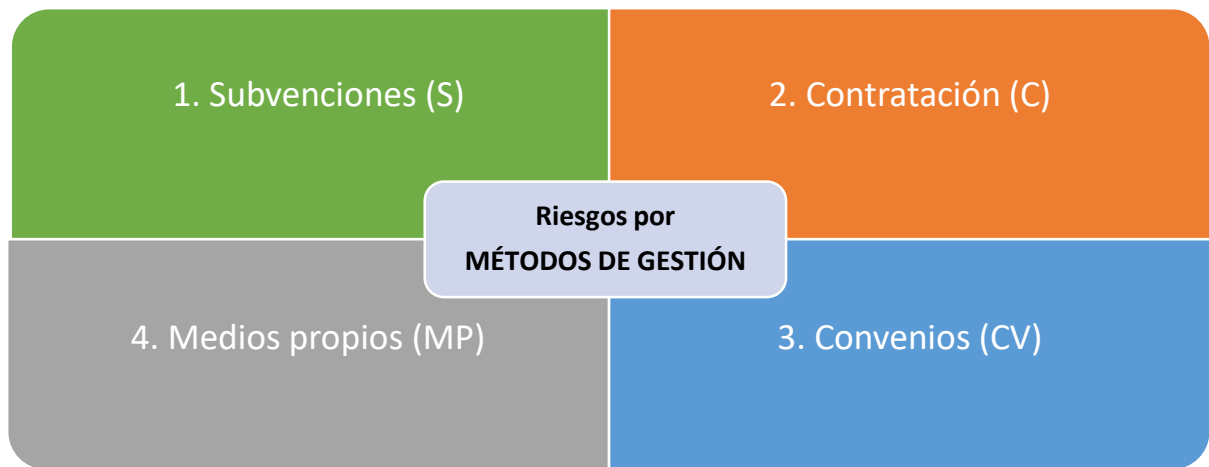 1. Subvenciones (S)
2. Contratación (C)
Riesgos por
MÉTODOS DE GESTIÓN
4. Medios propios (MP)
3. Convenios (CV)